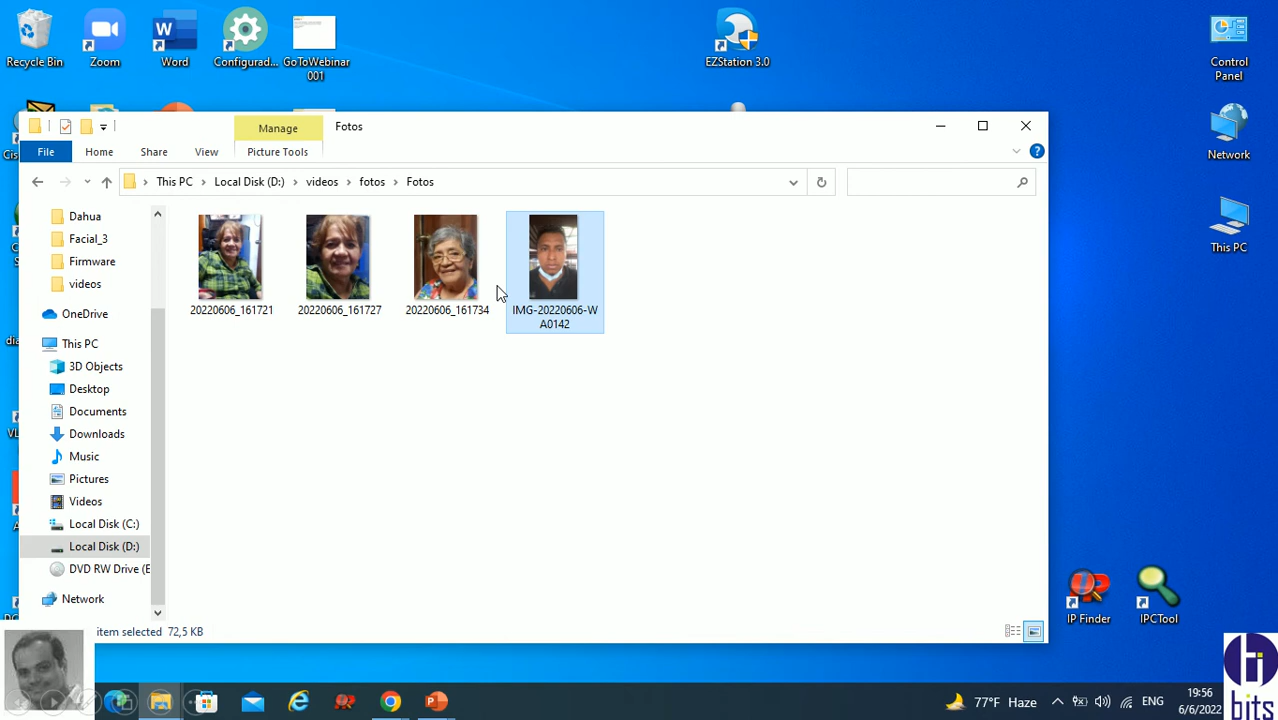 Recycle Bin
Zoom
Word
Configurad...
GoToWebinar
001
EZStation 3.0
Control
Panel
Network
This PC
Manage
Fotos
File
Home
Share
View
Picture Tools
This PC
Local Disk (D:)
videos
fotos
Fotos
Dahua
Facial_3
Firmware
videos
OneDrive
This PC
3D Objects
Desktop
Documents
Downloads
Music
Pictures
Videos
Local Disk (C:)
Local Disk (D:)
DVD RW Drive (E
Network
20220606_161721
20220606_161727
20220606_161734
IMG-20220606-W
A0142
item selected 72,5 KB
IP Finder
IPCTool
77°F Haze
ENG
19:56
6/6/2022
hi
bits